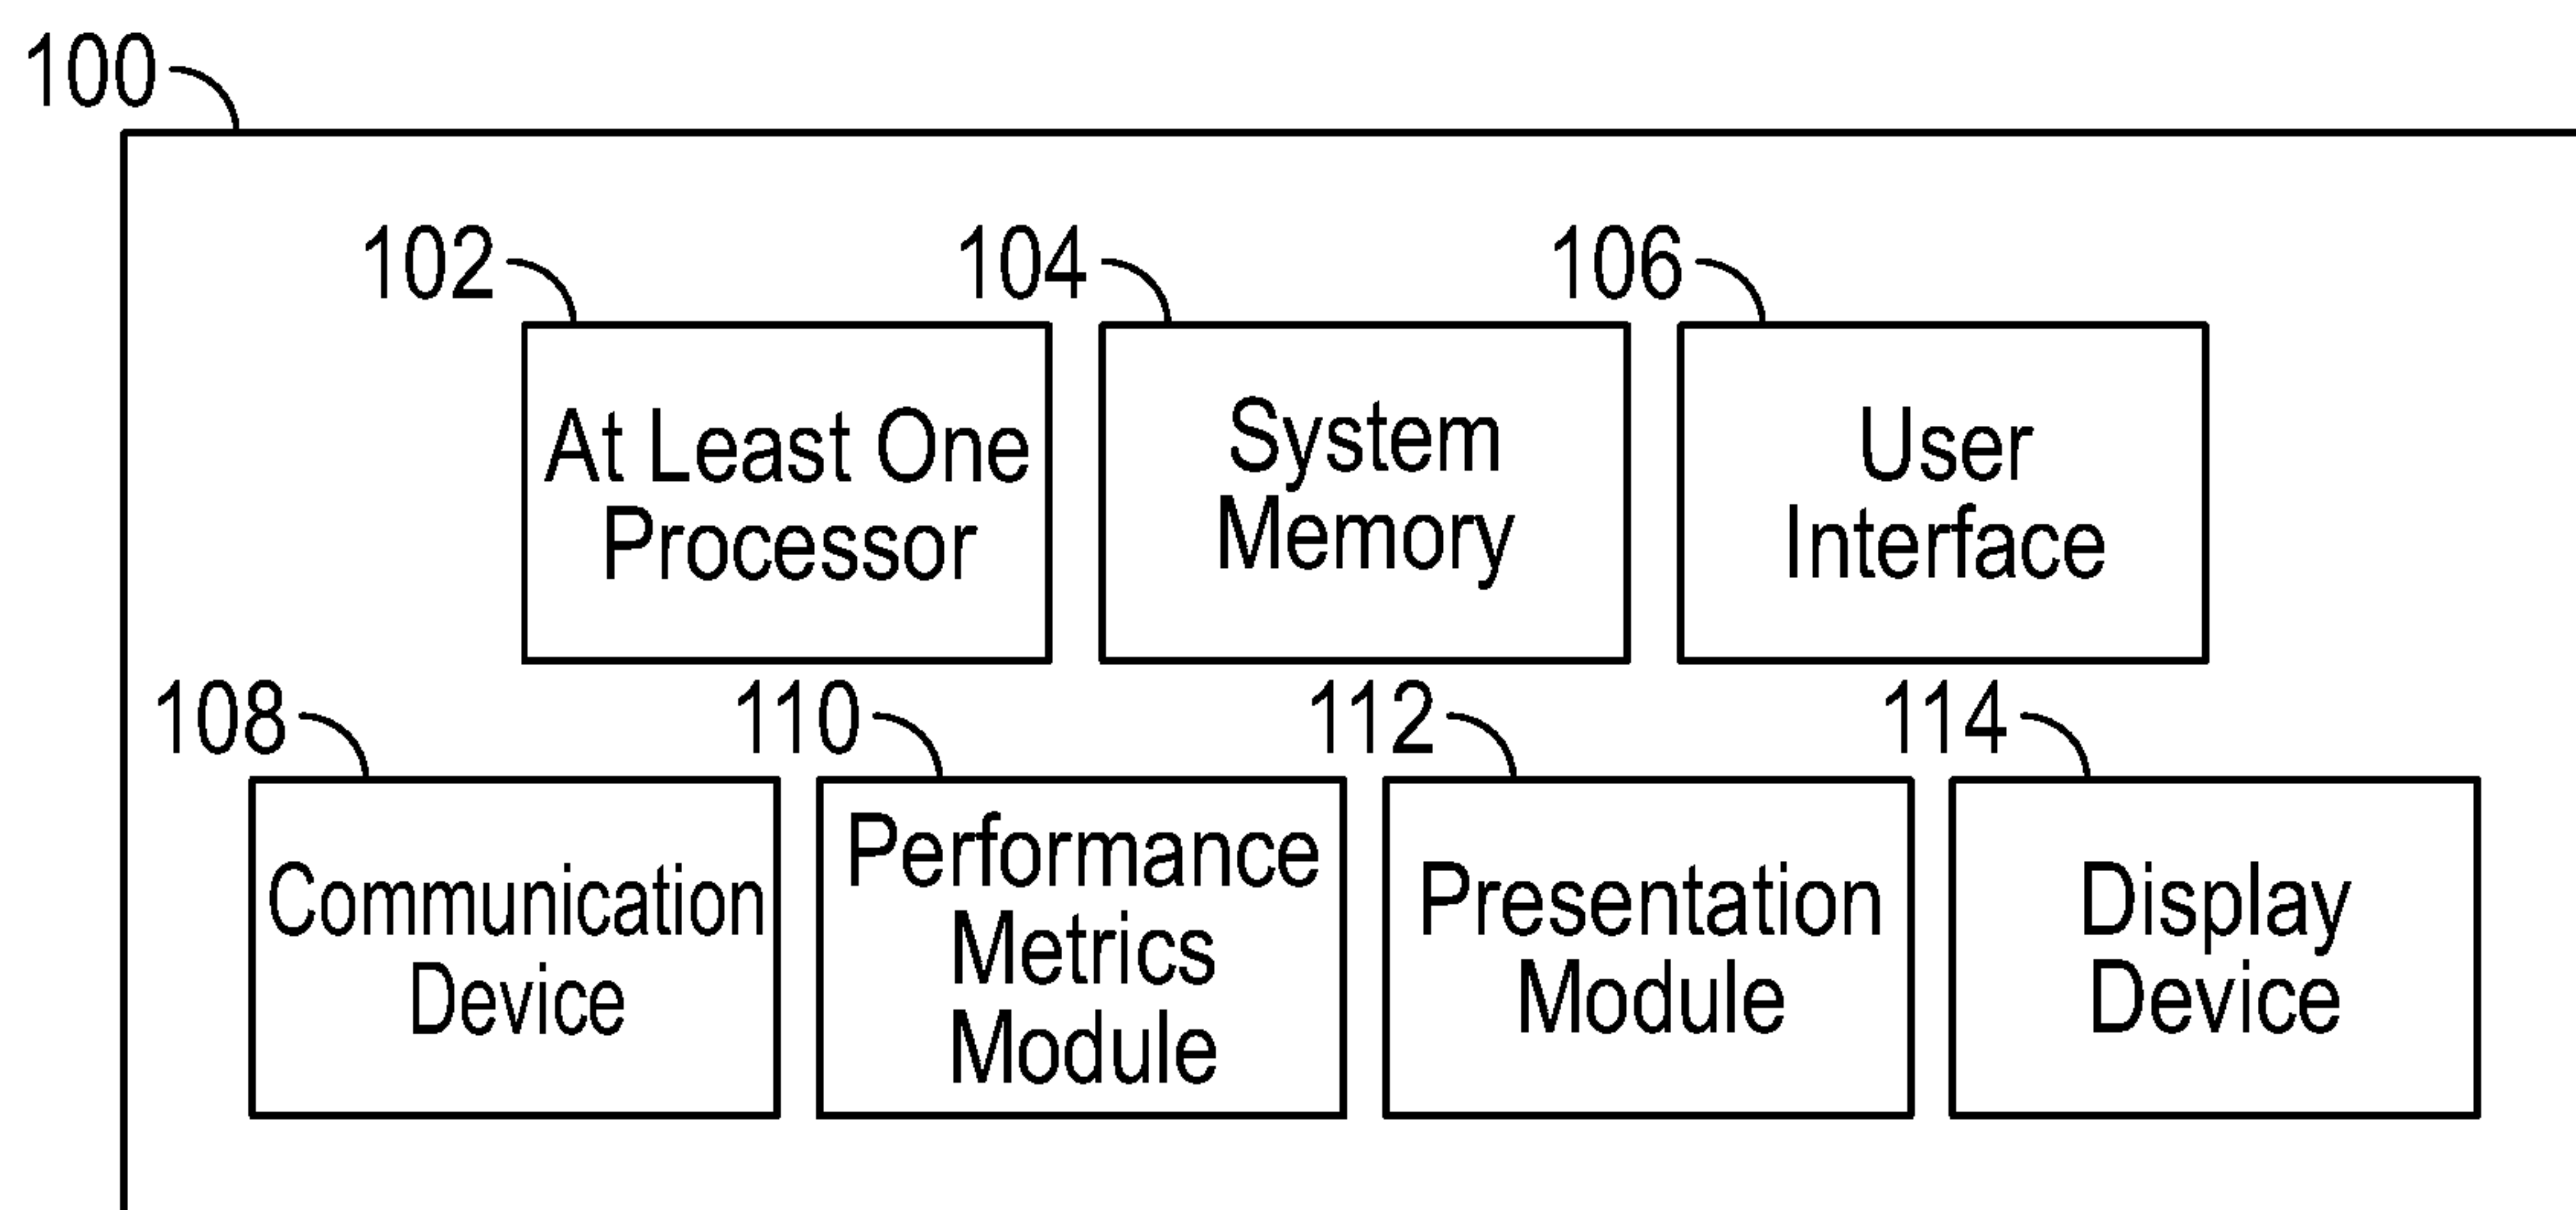 100
102
104
106
At Least One
Processor
System
Memory
User
Interface
108
110
112
114
Communication
Device
Performance
Metrics
Module
Presentation
Module
Display
Device